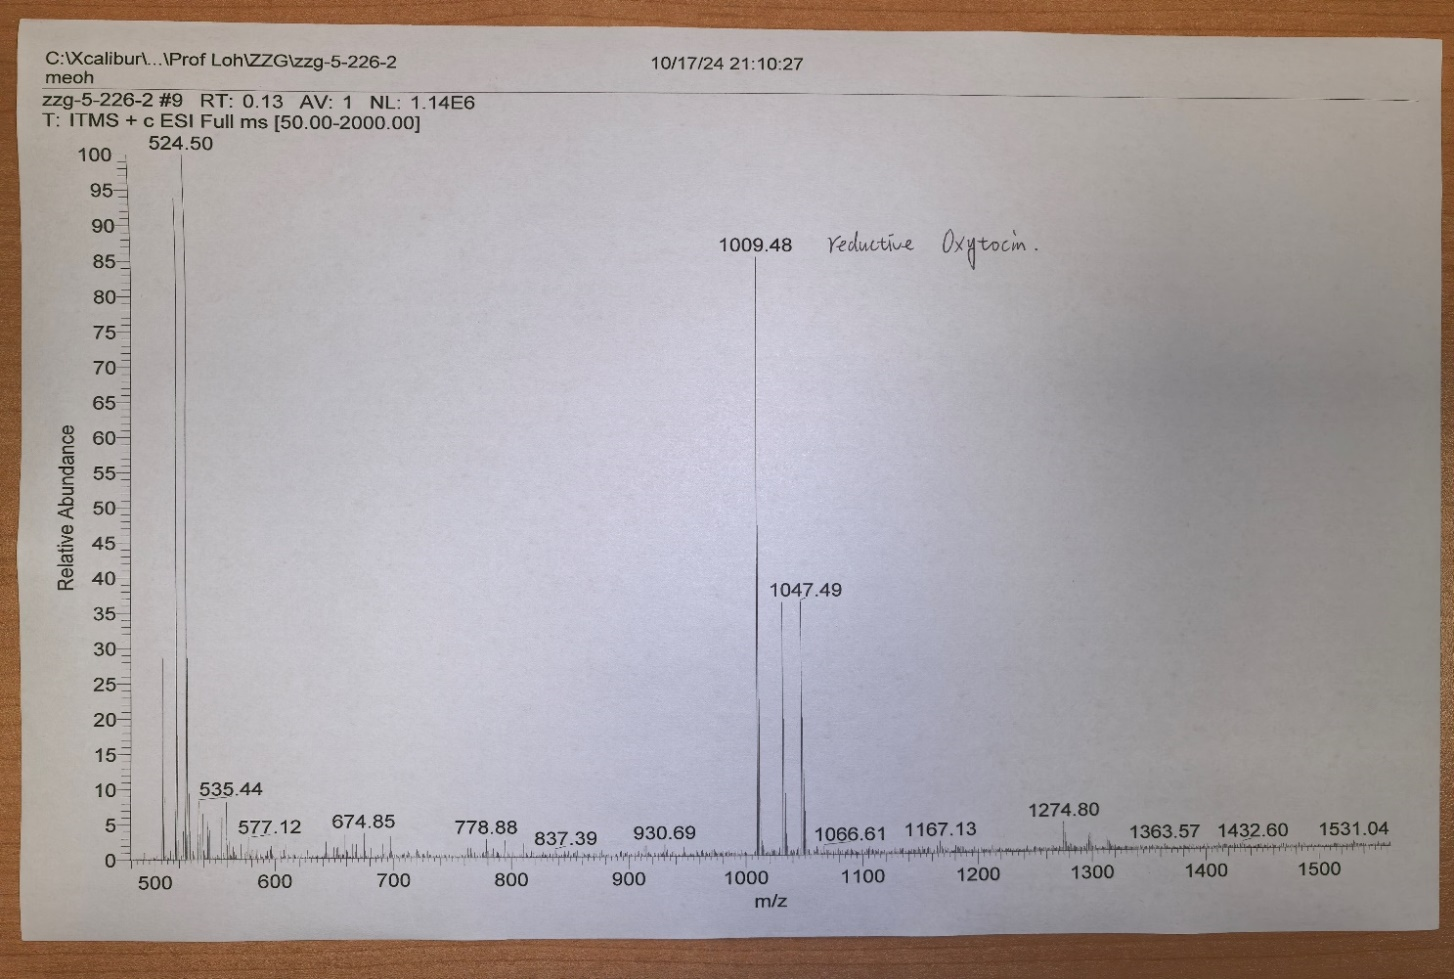 C:\Xcalibur\...\Prof Loh\ZZG\zzg-5-226-2 10/17/24 21:10:27
meoh
zzg-5-226-2 #9 RT: 0.13 AV: 1 NL: 1.14E6
T: ITMS + c ESI Full ms [50.00-2000.00]
524.50
100
95
90
1009.48 reductive Oxytocin.
85
80
75
70
65
60
55
50
45
40
1047.49
35
30
25
20
15
10
535.44
5
577.12 674.85 778.88 837.39 930.69 1066.61 1167.13 1274.80 1363.57 1432.60 1531.04
0
Relative Abundance
500 600 700 800 900 1000 1100 1200 1300 1400 1500
m/z